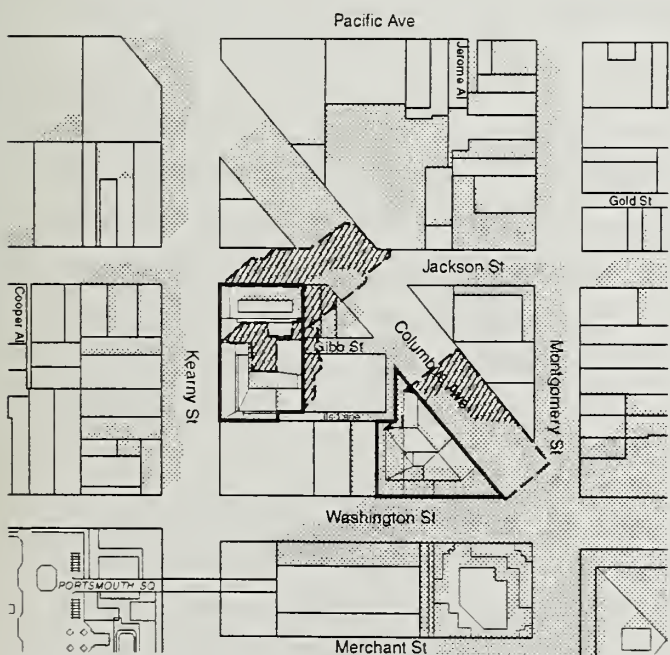 Pacific Ave
Jerome Al
Gold St
Jackson St
Cooper Al
Gibb St
Columbus Ave
Kearny St
Montgomery St
Washington St
PORTSMOUTH SQ
Merchant St